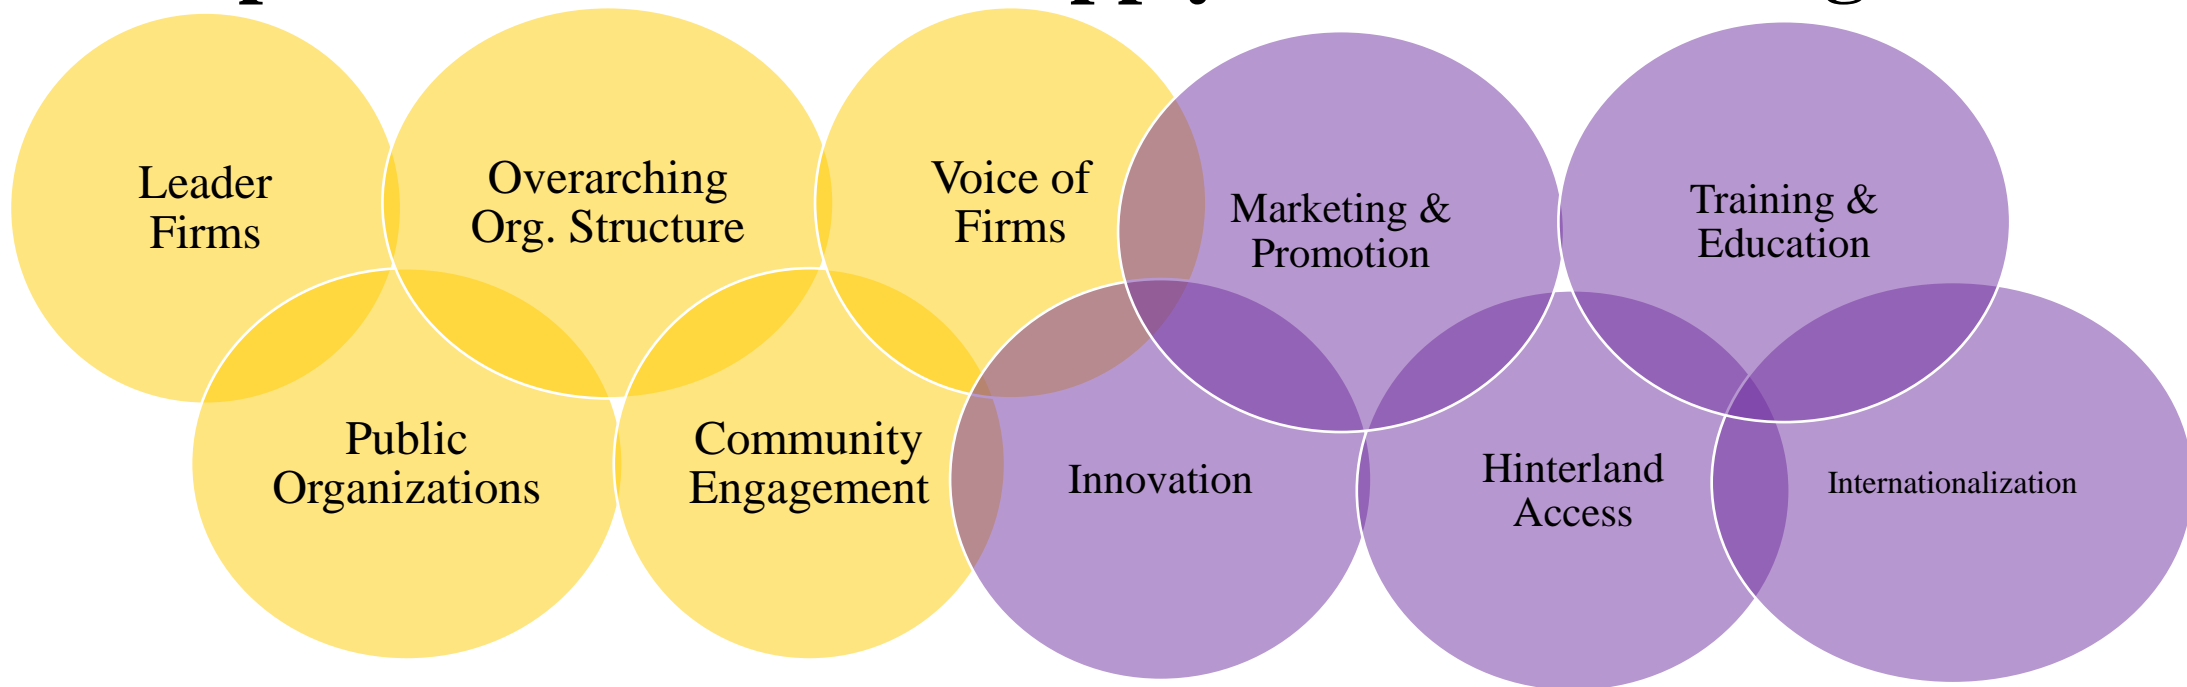 Leader
Firms
Overarching
Org. Structure
Voice of
Firms
Marketing &
Promotion
Training &
Education
Public
Organizations
Community
Engagement
Innovation
Hinterland
Access
Internationalization